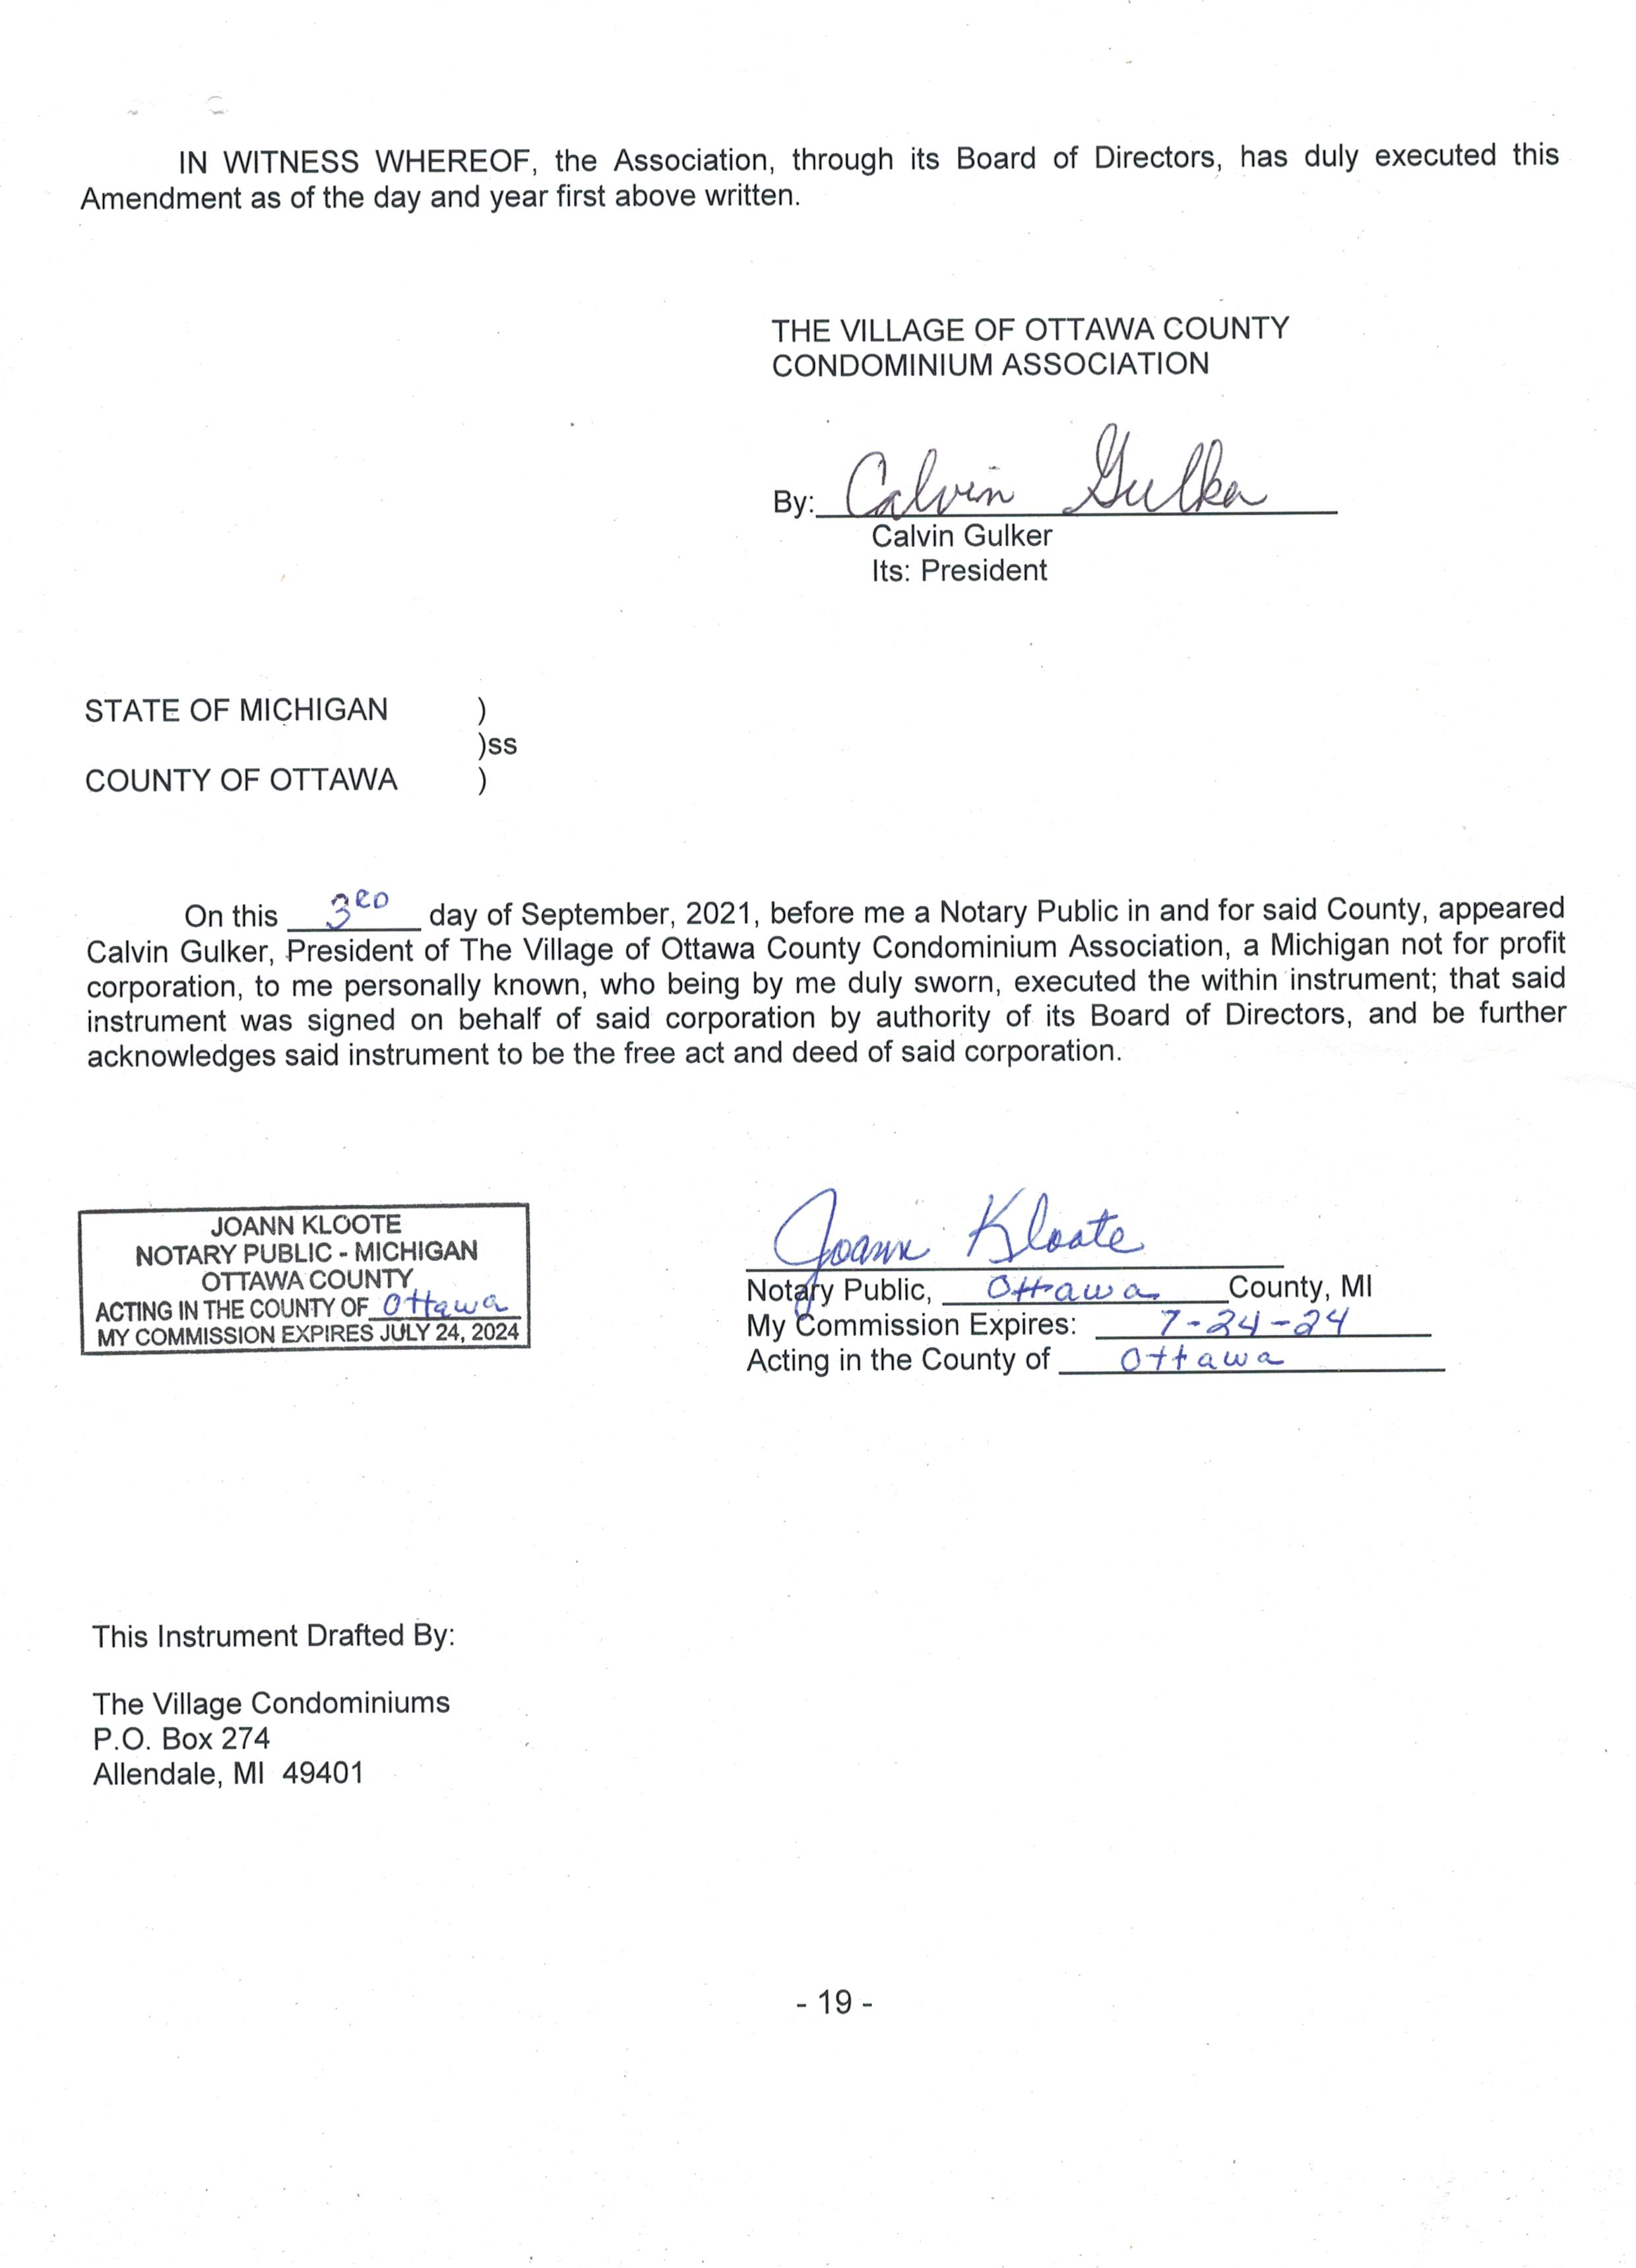 IN WITNESS WHEREOF, the Association, through its Board of Directors, has duly executed this
Amendment as of the day and year first above written.
THE VILLAGE OF OTTAWA COUNTY
CONDOMINIUM ASSOCIATION
By: Calvin Gulker
Calvin Gulker
Its: President
STATE OF MICHIGAN )
)ss
COUNTY OF OTTAWA )
On this 3RD day of September, 2021, before me a Notary Public in and for said County, appeared
Calvin Gulker, President of The Village of Ottawa County Condominium Association, a Michigan not for profit
corporation, to me personally known, who being by me duly sworn, executed the within instrument; that said
instrument was signed on behalf of said corporation by authority of its Board of Directors, and be further
acknowledges said instrument to be the free act and deed of said corporation.
JOANN KLOOTE
NOTARY PUBLIC - MICHIGAN
OTTAWA COUNTY
ACTING IN THE COUNTY OF Ottawa
MY COMMISSION EXPIRES JULY 24, 2024
Joann Kloote
Notary Public, Ottawa County, MI
My Commission Expires: 7-24-24
Acting in the County of Ottawa
This Instrument Drafted By:
The Village Condominiums
P.O. Box 274
Allendale, MI 49401
- 19 -